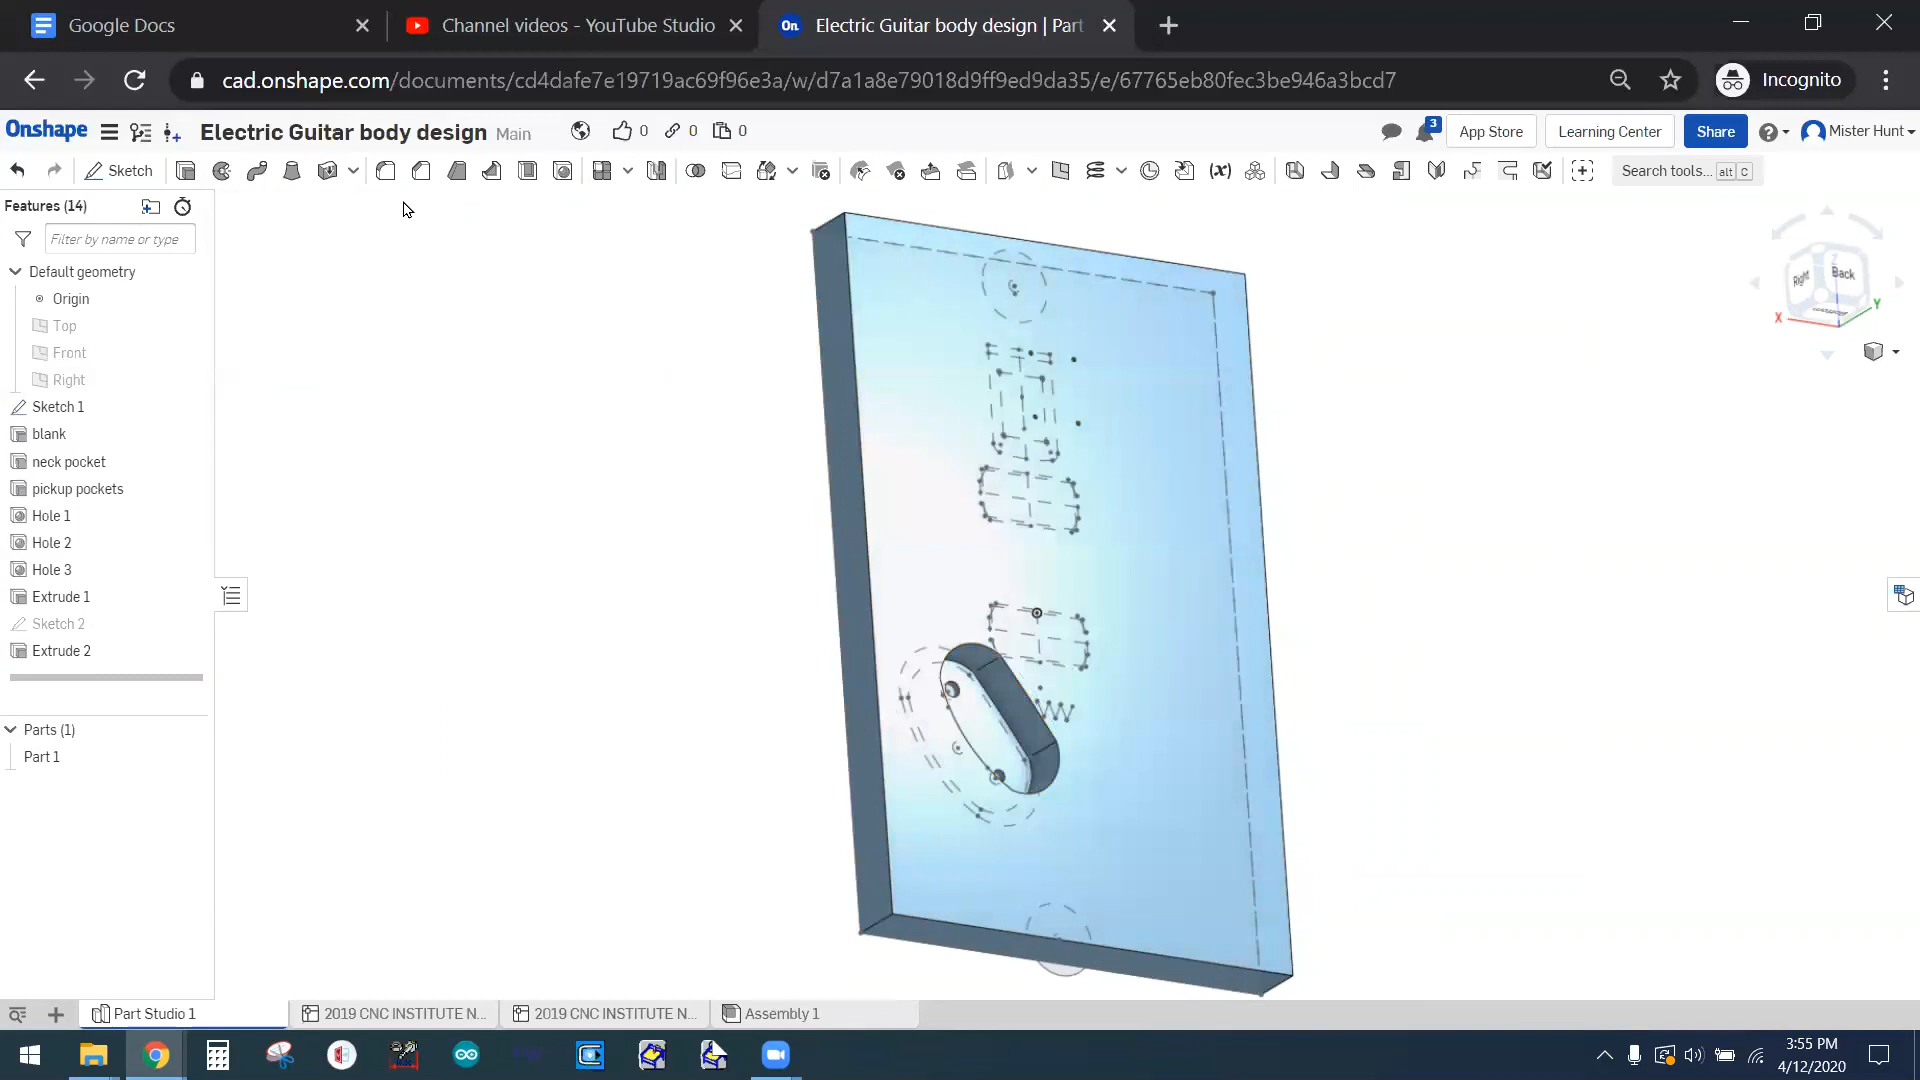 Google Docs
Channel videos - YouTube Studio
On Electric Guitar body design | Part
cad.onshape.com/documents/cd4dafe7e19719ac69f96e3a/w/d7a1a8e79018d9ff9ed9da35/e/67765eb80fec3be946a3bcd7
Incognito
Onshape
Electric Guitar body design Main
0
0
0
3
App Store
Learning Center
Share
Mister Hunt
Sketch
Search tools... alt C
Features (14)
Filter by name or type
Default geometry
Origin
Top
Front
Right
Sketch 1
blank
neck pocket
pickup pockets
Hole 1
Hole 2
Hole 3
Extrude 1
Sketch 2
Extrude 2
Parts (1)
Part 1
Z
Right
Back
X
Y
Part Studio 1
2019 CNC INSTITUTE N...
2019 CNC INSTITUTE N...
Assembly 1
3:55 PM
4/12/2020